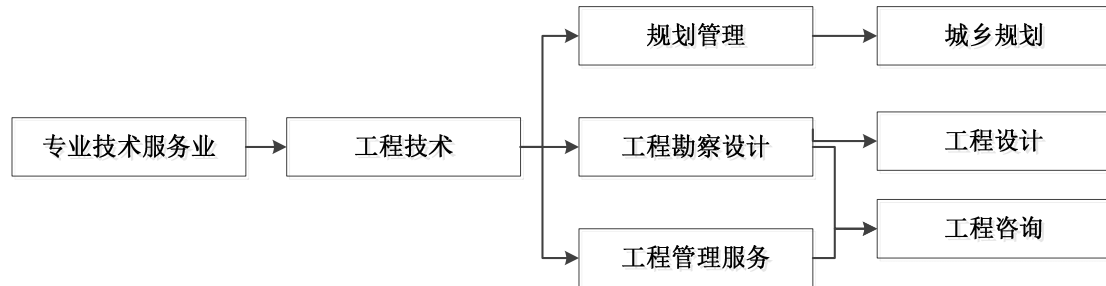 规划管理
城乡规划
专业技术服务业
工程技术
工程勘察设计
工程设计
工程咨询
工程管理服务